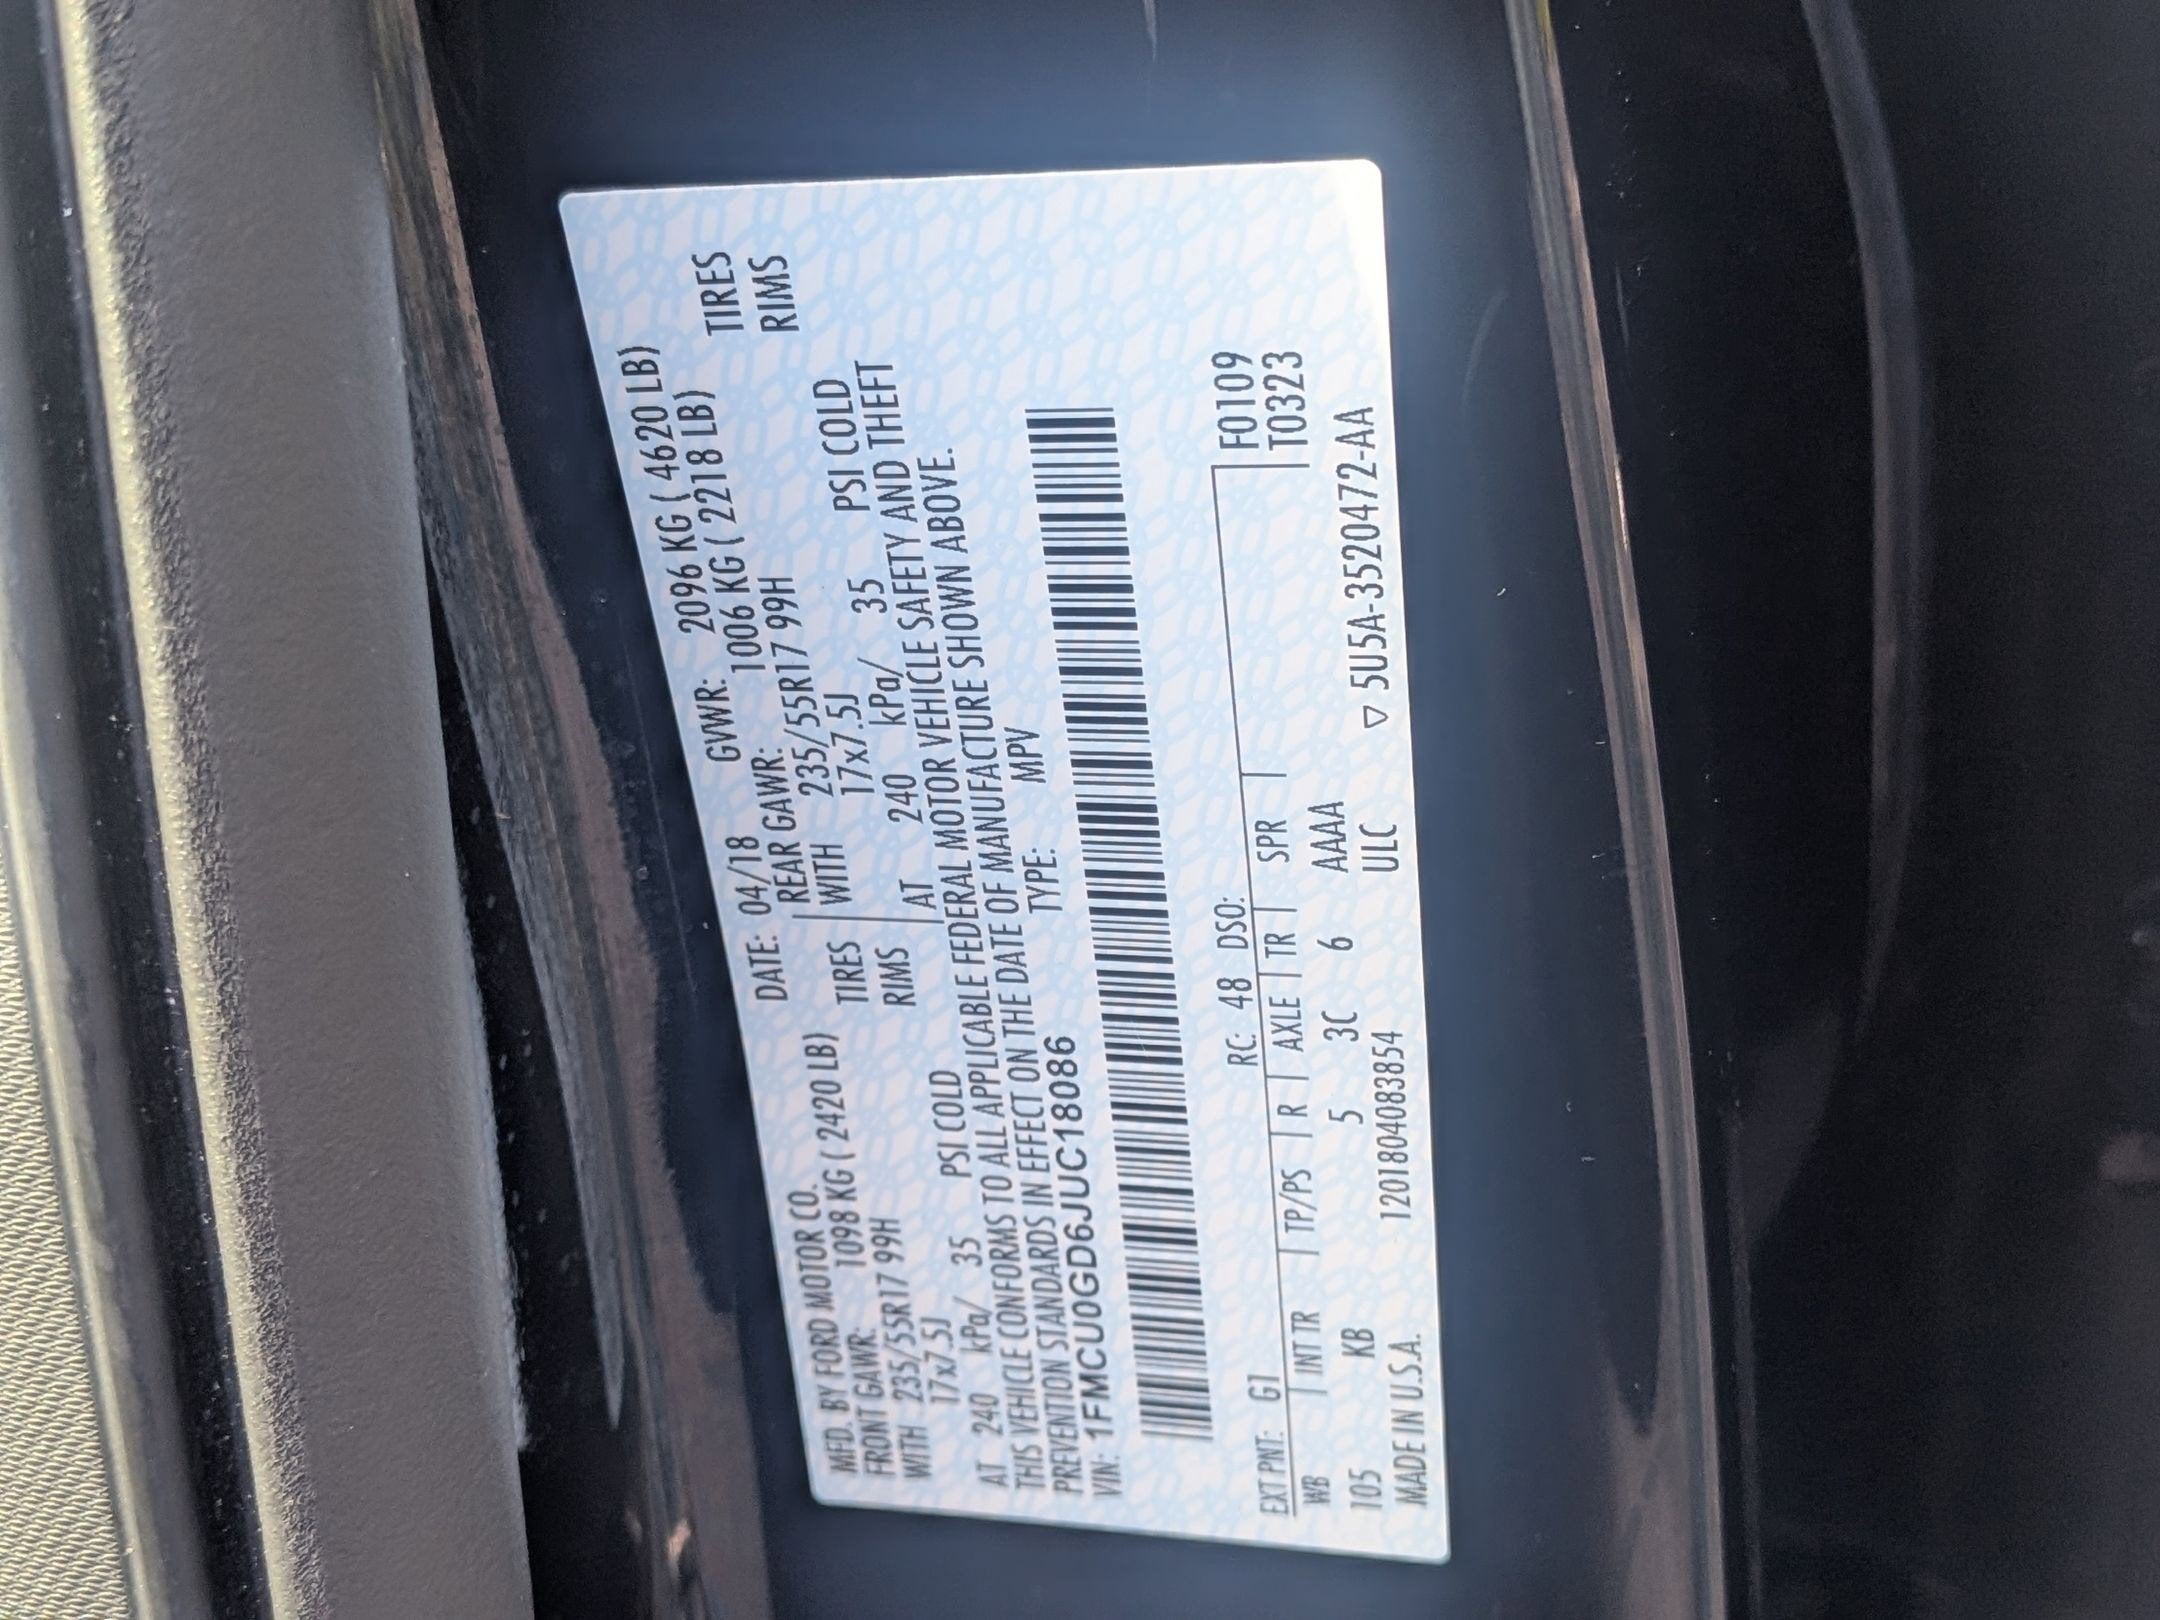 MFD. BY FORD MOTOR CO. DATE: 04/18 GVWR: 2096 KG ( 4620 LB)
FRONT GAWR: 1098 KG ( 2420 LB) REAR GAWR: 1006 KG ( 2218 LB)
WITH 235/55R17 99H TIRES WITH 235/55R17 99H TIRES
17x7.5J RIMS 17x7.5J RIMS
AT 240 kPa/ 35 PSI COLD AT 240 kPa/ 35 PSI COLD
THIS VEHICLE CONFORMS TO ALL APPLICABLE FEDERAL MOTOR VEHICLE SAFETY AND THEFT
PREVENTION STANDARDS IN EFFECT ON THE DATE OF MANUFACTURE SHOWN ABOVE.
VIN: 1FMCU0GD6JUC18086 TYPE: MPV
EXT PNT: G1 RC: 48 DSO: F0109
WB INT TR TP/PS R AXLE TR SPR T0323
105 KB 5 3C 6 AAAA
MADE IN U.S.A. 120180408​3854 ULC ▽ 5U5A-3520472-AA